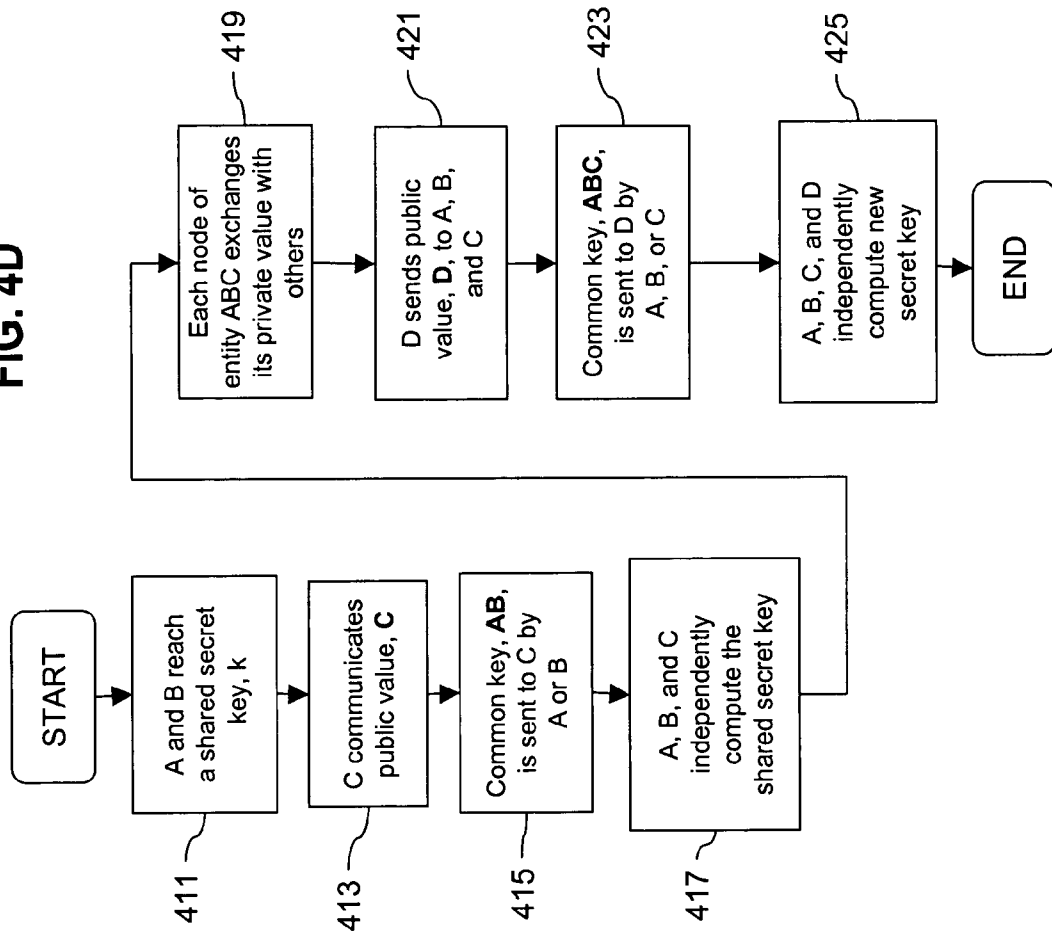 FIG. 4D
START
A and B reach
a shared secret
key, k
411
C communicates
public value, C
413
Common key, AB,
is sent to C by
A or B
415
A, B, and C
independently
compute the
shared secret key
417
Each node of
entity ABC exchanges
its private value with
others
419
D sends public
value, D, to A, B,
and C
421
Common key, ABC,
is sent to D by
A, B, or C
423
A, B, C, and D
independently
compute new
secret key
425
END